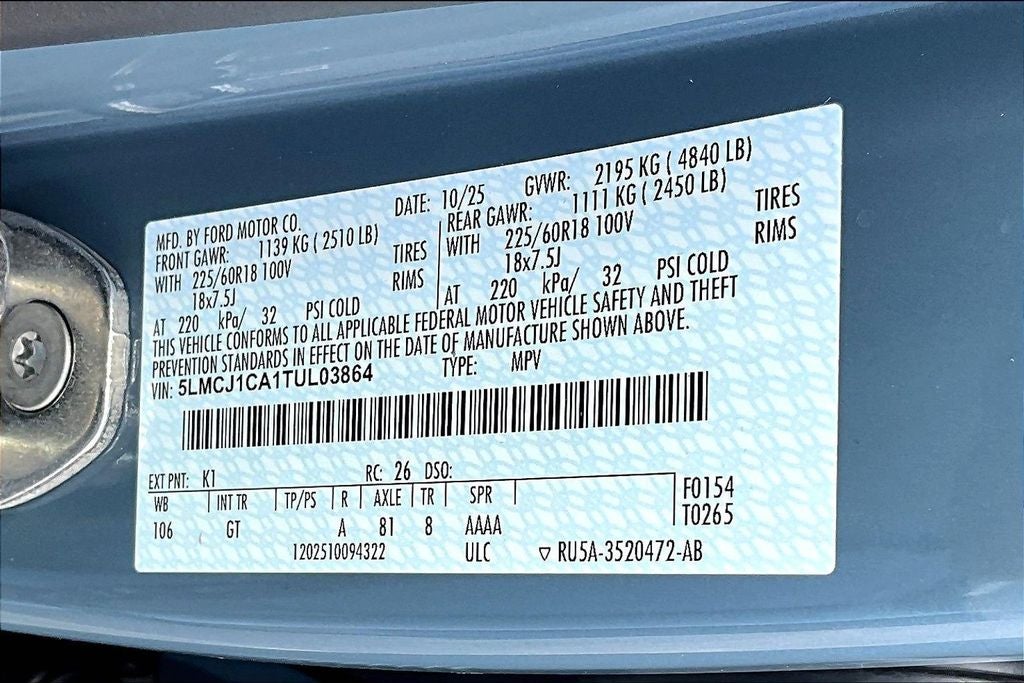 MFD. BY FORD MOTOR CO. DATE: 10/25 GVWR: 2195 KG ( 4840 LB)
FRONT GAWR: 1139 KG ( 2510 LB) REAR GAWR: 1111 KG ( 2450 LB)
WITH 225/60R18 100V TIRES WITH 225/60R18 100V TIRES
18x7.5J RIMS 18x7.5J RIMS
AT 220 kPa/ 32 PSI COLD AT 220 kPa/ 32 PSI COLD
THIS VEHICLE CONFORMS TO ALL APPLICABLE FEDERAL MOTOR VEHICLE SAFETY AND THEFT
PREVENTION STANDARDS IN EFFECT ON THE DATE OF MANUFACTURE SHOWN ABOVE.
VIN: 5LMCJ1CA1TUL03864 TYPE: MPV
EXT PNT: K1 RC: 26 DSO:
WB INT TR TP/PS R AXLE TR SPR F0154
106 GT A 81 8 AAAA T0265
1202510094322 ULC ▽ RU5A-3520472-AB